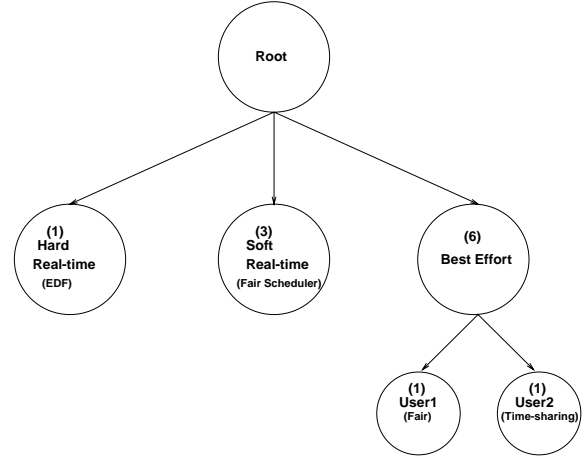 Root
(1)
Hard
Real-time
(EDF)
(3)
Soft
Real-time
(Fair Scheduler)
(6)
Best Effort
(1)
User1
(Fair)
(1)
User2
(Time-sharing)